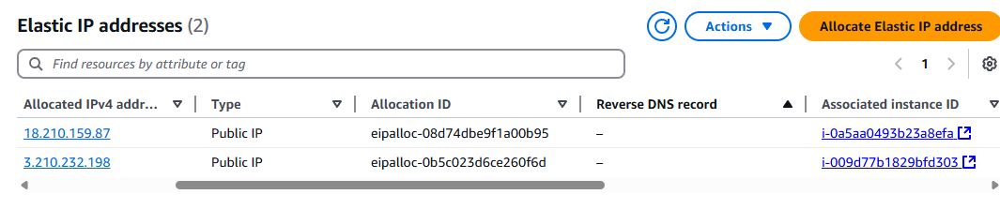 Elastic IP addresses (2)
Actions
Allocate Elastic IP address
Find resources by attribute or tag
1
Allocated IPv4 addr... Type Allocation ID Reverse DNS record Associated instance ID
18.210.159.87 Public IP eipalloc-08d74dbe9f1a00b95 – i-0a5aa0493b23a8efa
3.210.232.198 Public IP eipalloc-0b5c023d6ce260f6d – i-009d77b1829bfd303